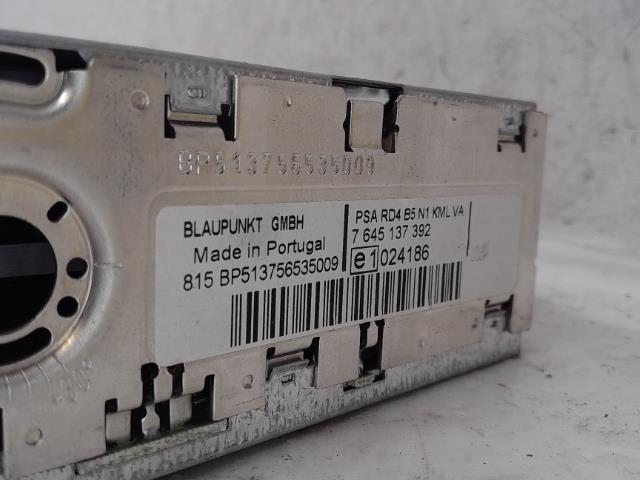 BP513756535009
BLAUPUNKT GMBH
Made in Portugal
815 BP513756535009
PSA RD4 B5 N1 KML VA
7 645 137 392
e1 024186
-30°